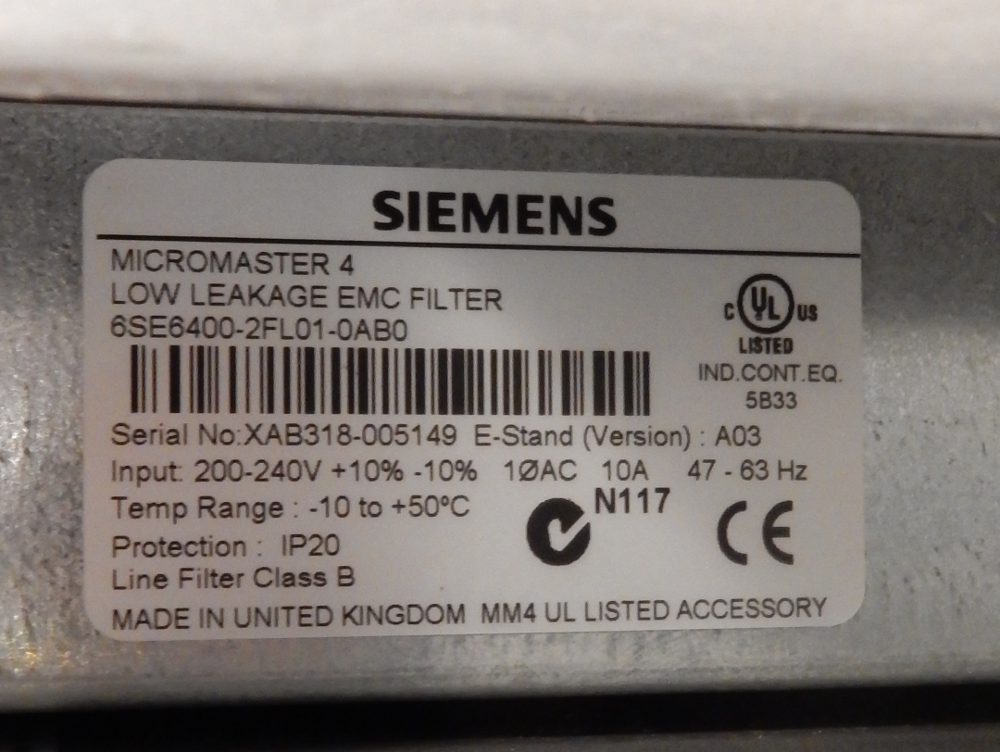 SIEMENS
MICROMASTER 4
LOW LEAKAGE EMC FILTER
6SE6400-2FL01-0AB0
C UL US
LISTED
IND.CONT.EQ.
5B33
Serial No:XAB318-005149 E-Stand (Version) : A03
Input: 200-240V +10% -10% 1ØAC 10A 47 - 63 Hz
Temp Range : -10 to +50ºC
N117
CE
Protection : IP20
Line Filter Class B
MADE IN UNITED KINGDOM MM4 UL LISTED ACCESSORY